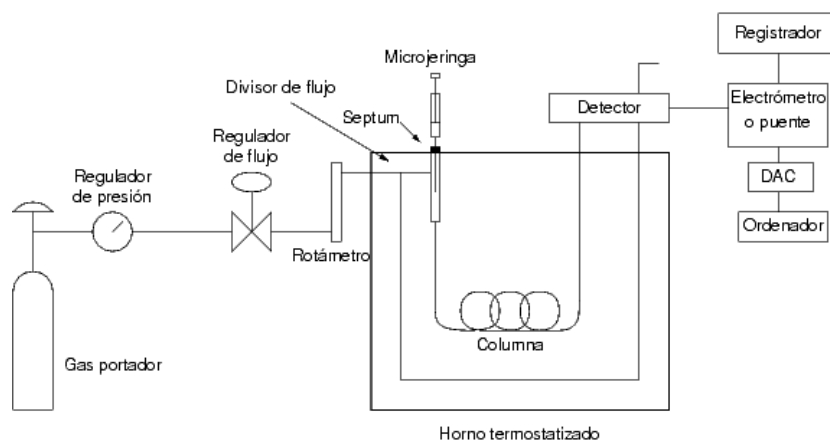 Registrador
Microjeringa
Divisor de flujo
Detector
Electrómetro
o puente
Septum
Regulador
de flujo
Regulador
de presión
DAC
Ordenador
Rotámetro
Columna
Gas portador
Horno termostatizado